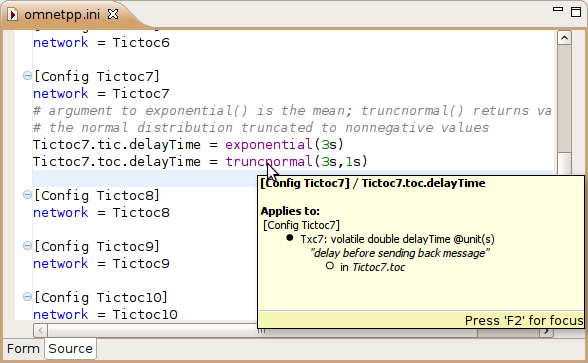 omnetpp.ini
network = Tictoc6
[Config Tictoc7]
network = Tictoc7
# argument to exponential() is the mean; truncnormal() returns va
# the normal distribution truncated to nonnegative values
Tictoc7.tic.delayTime = exponential(3s)
Tictoc7.toc.delayTime = truncnormal(3s,1s)
[Config Tictoc8]
network = Tictoc8
[Config Tictoc9]
network = Tictoc9
[Config Tictoc10]
network = Tictoc10
[Config Tictoc7] / Tictoc7.toc.delayTime
Applies to:
[Config Tictoc7]
Txc7: volatile double delayTime @unit(s)
"delay before sending back message"
in Tictoc7.toc
Press 'F2' for focus
Form Source